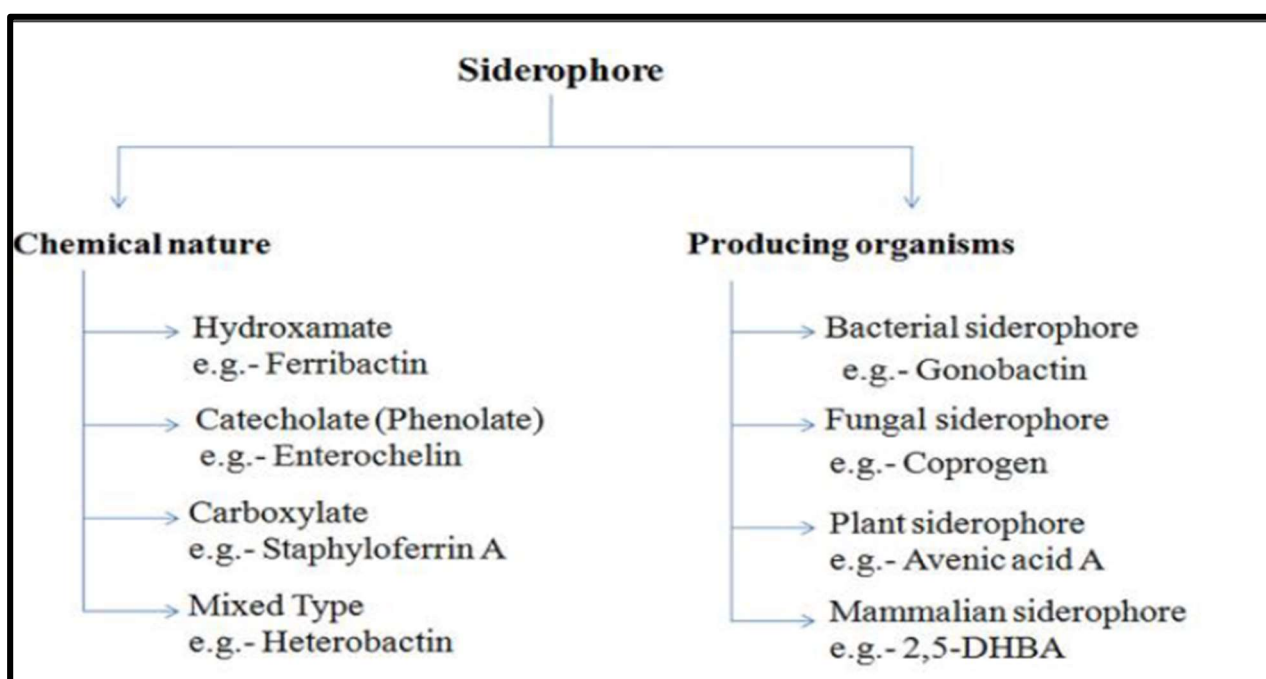 Siderophore
Chemical nature
Hydroxamate
e.g.- Ferribactin
Catecholate (Phenolate)
e.g.- Enterochelin
Carboxylate
e.g.- Staphyloferrin A
Mixed Type
e.g.- Heterobactin
Producing organisms
Bacterial siderophore
e.g.- Gonobactin
Fungal siderophore
e.g.- Coprogen
Plant siderophore
e.g.- Avenic acid A
Mammalian siderophore
e.g.- 2,5-DHBA